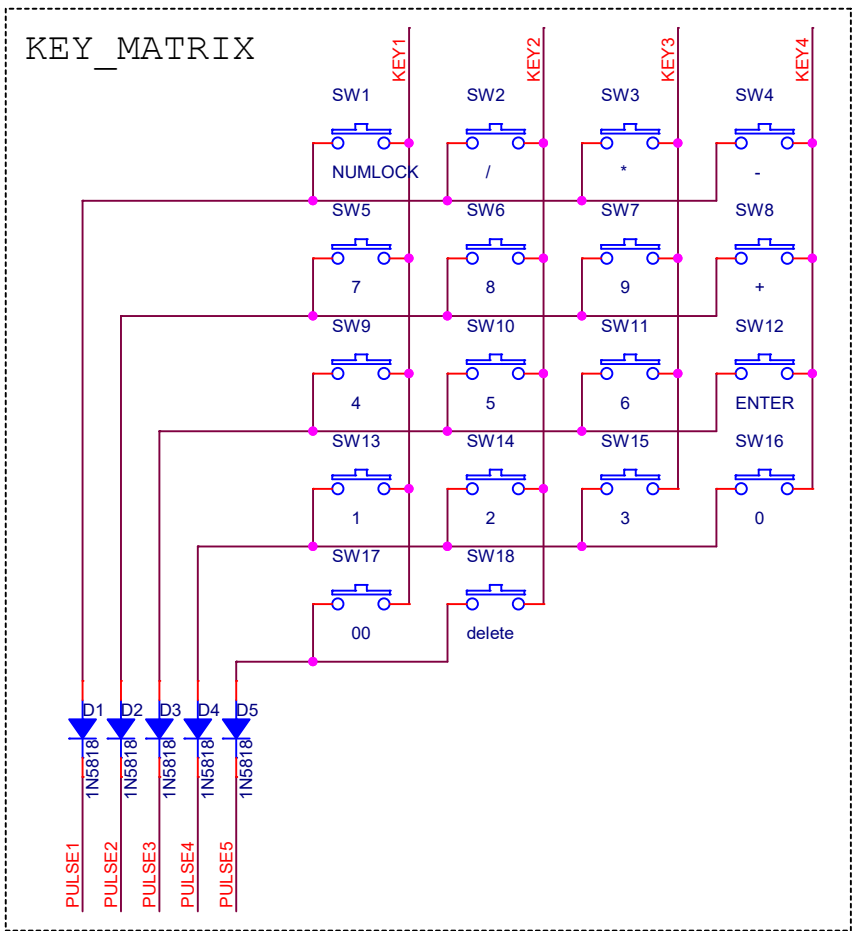 KEY_MATRIX
KEY1
KEY2
KEY3
KEY4
SW1 SW2 SW3 SW4
NUMLOCK / * -
SW5 SW6 SW7 SW8
7 8 9 +
SW9 SW10 SW11 SW12
4 5 6 ENTER
SW13 SW14 SW15 SW16
1 2 3 0
SW17 SW18
00 delete
D1 D2 D3 D4 D5
1N5818
1N5818
1N5818
1N5818
1N5818
PULSE1
PULSE2
PULSE3
PULSE4
PULSE5